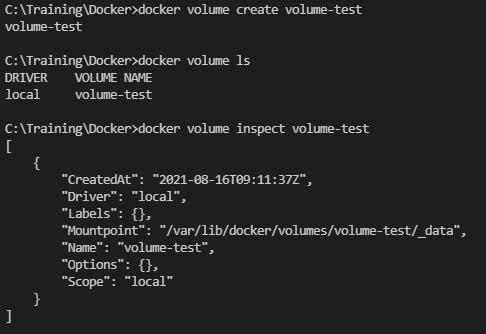 C:\Training\Docker>docker volume create volume-test
volume-test
C:\Training\Docker>docker volume ls
DRIVER    VOLUME NAME
local     volume-test
C:\Training\Docker>docker volume inspect volume-test
[
    {
        "CreatedAt": "2021-08-16T09:11:37Z",
        "Driver": "local",
        "Labels": {},
        "Mountpoint": "/var/lib/docker/volumes/volume-test/_data",
        "Name": "volume-test",
        "Options": {},
        "Scope": "local"
    }
]